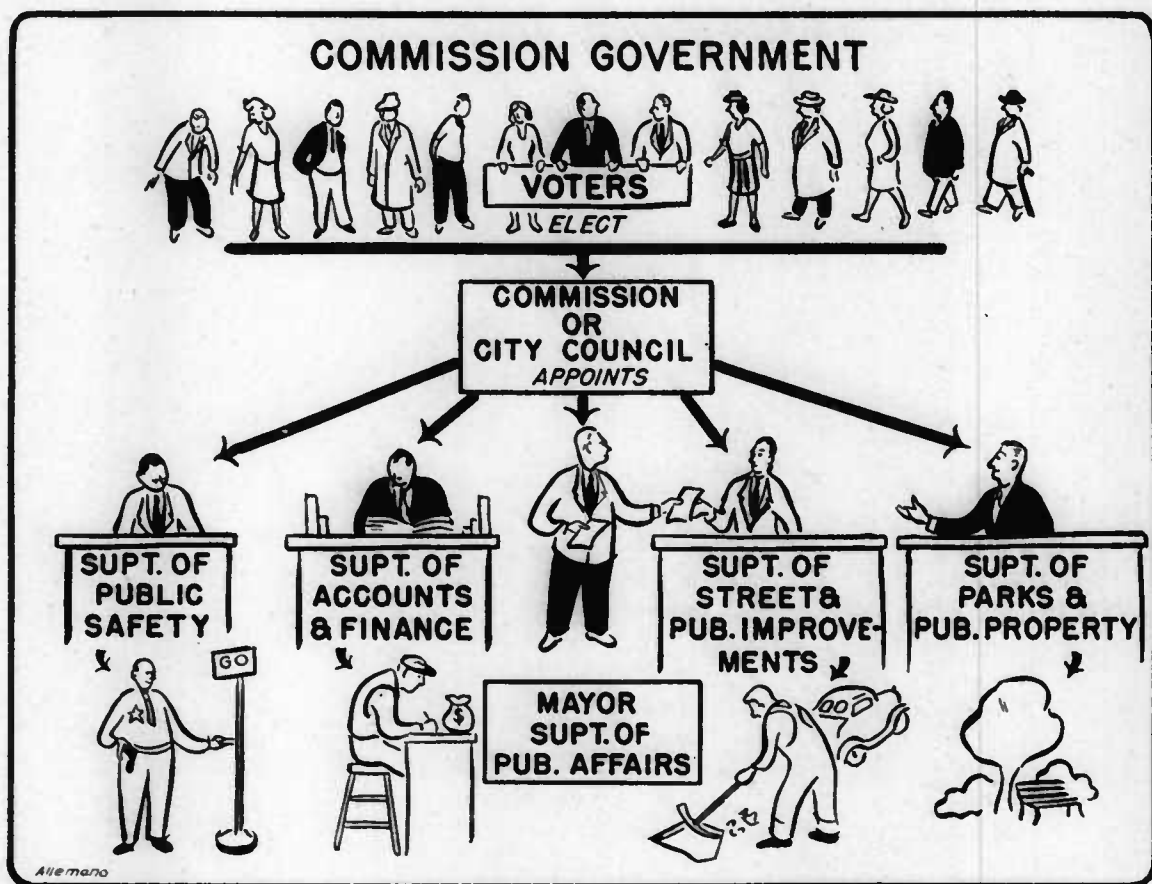 COMMISSION GOVERNMENT
VOTERS
ELECT
COMMISSION
OR
CITY COUNCIL
APPOINTS
SUPT. OF
PUBLIC
SAFETY
SUPT. OF
ACCOUNTS
& FINANCE
SUPT. OF
STREET &
PUB. IMPROVE-
MENTS
SUPT. OF
PARKS &
PUB. PROPERTY
GO
$
MAYOR
SUPT. OF
PUB. AFFAIRS
Allemano